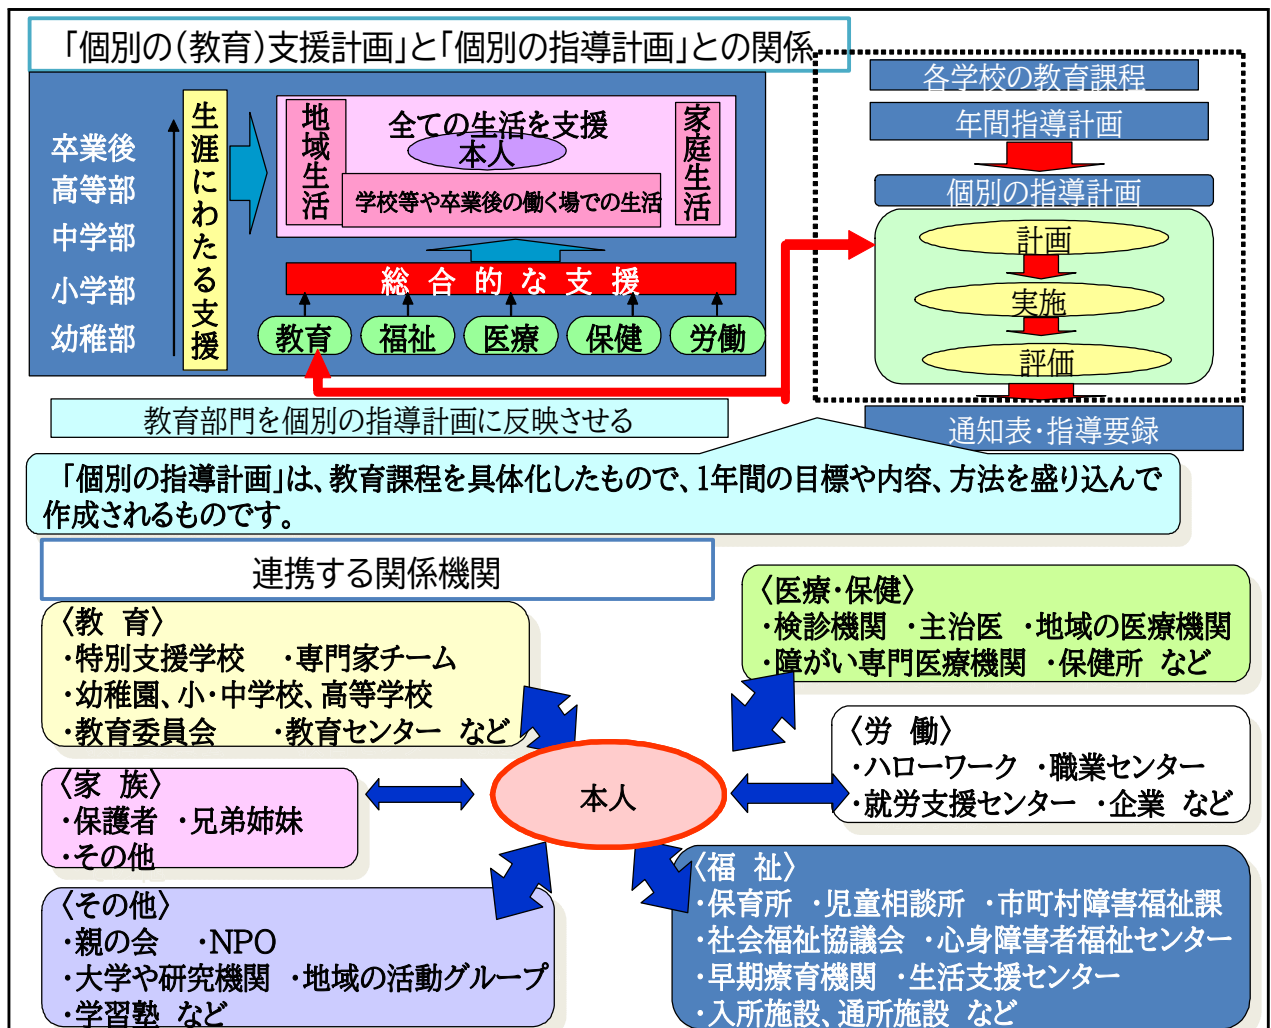 「個別の（教育）支援計画」と「個別の指導計画」との関係
卒業後
高等部
中学部
小学部
幼稚部
生涯にわたる支援
地域生活
全ての生活を支援
本人
家庭生活
学校等や卒業後の働く場での生活
総合的な支援
教育
福祉
医療
保健
労働
教育部門を個別の指導計画に反映させる
各学校の教育課程
年間指導計画
個別の指導計画
計画
実施
評価
通知表・指導要録
「個別の指導計画」は、教育課程を具体化したもので、1年間の目標や内容、方法を盛り込んで
作成されるものです。
連携する関係機関
〈教 育〉
・特別支援学校 ・専門家チーム
・幼稚園、小・中学校、高等学校
・教育委員会 ・教育センター など
〈医療・保健〉
・検診機関 ・主治医 ・地域の医療機関
・障がい専門医療機関 ・保健所 など
〈家 族〉
・保護者 ・兄弟姉妹
・その他
本人
〈労 働〉
・ハローワーク ・職業センター
・就労支援センター ・企業 など
〈その他〉
・親の会 ・NPO
・大学や研究機関 ・地域の活動グループ
・学習塾 など
〈福 祉〉
・保育所 ・児童相談所 ・市町村障害福祉課
・社会福祉協議会 ・心身障害者福祉センター
・早期療育機関 ・生活支援センター
・入所施設、通所施設 など